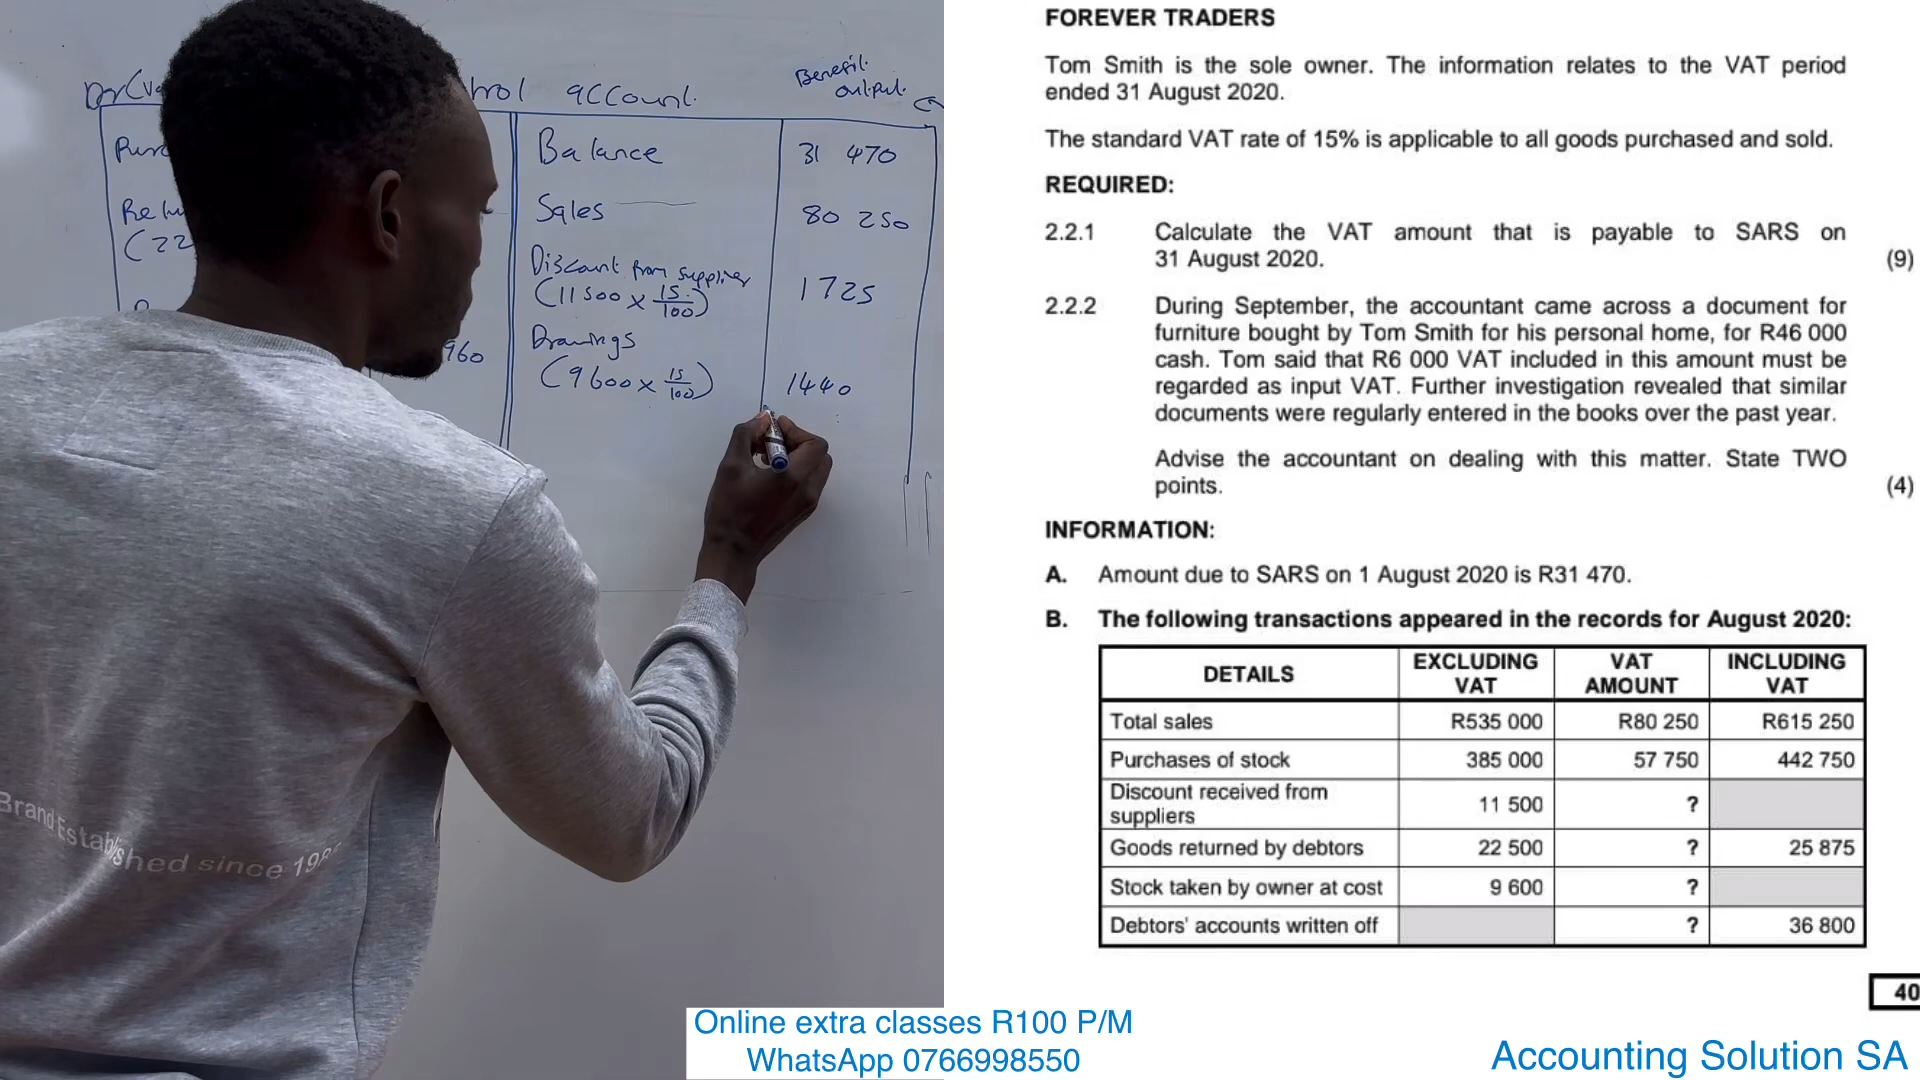 account.
Benefit
output.
Balance
31 470
Sales
80 250
Discount from supplier
(11 500 x 15/100)
1725
Drawings
(9600 x 15/100)
1440
960
(22
Brand Established since 198
FOREVER TRADERS
Tom Smith is the sole owner. The information relates to the VAT period
ended 31 August 2020.
The standard VAT rate of 15% is applicable to all goods purchased and sold.
REQUIRED:
2.2.1 Calculate the VAT amount that is payable to SARS on
31 August 2020. (9)
2.2.2 During September, the accountant came across a document for
furniture bought by Tom Smith for his personal home, for R46 000
cash. Tom said that R6 000 VAT included in this amount must be
regarded as input VAT. Further investigation revealed that similar
documents were regularly entered in the books over the past year.
Advise the accountant on dealing with this matter. State TWO
points. (4)
INFORMATION:
A. Amount due to SARS on 1 August 2020 is R31 470.
B. The following transactions appeared in the records for August 2020:
DETAILS EXCLUDING VAT VAT AMOUNT INCLUDING VAT
Total sales R535 000 R80 250 R615 250
Purchases of stock 385 000 57 750 442 750
Discount received from suppliers 11 500 ?
Goods returned by debtors 22 500 ? 25 875
Stock taken by owner at cost 9 600 ?
Debtors' accounts written off ? 36 800
40
Online extra classes R100 P/M
WhatsApp 0766998550
Accounting Solution SA